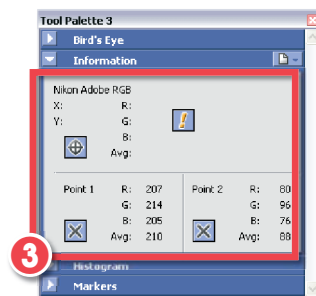 Tool Palette 3
Bird's Eye
Information
Nikon Adobe RGB
X: R:
Y: G:
B:
Avg:
Point 1 R: 207 Point 2 R: 80
G: 214 G: 96
B: 205 B: 76
Avg: 210 Avg: 88
3
Histogram
Markers